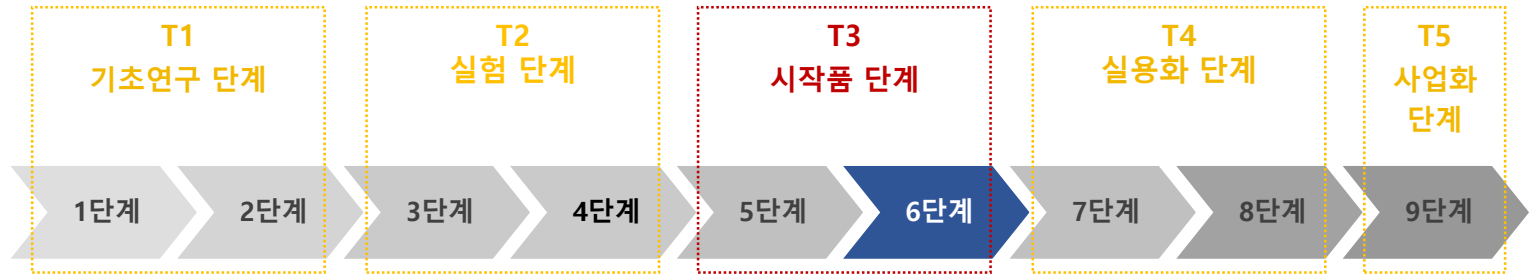 T1
기초연구 단계
T2
실험 단계
T3
시작품 단계
T4
실용화 단계
T5
사업화
단계
1단계
2단계
3단계
4단계
5단계
6단계
7단계
8단계
9단계